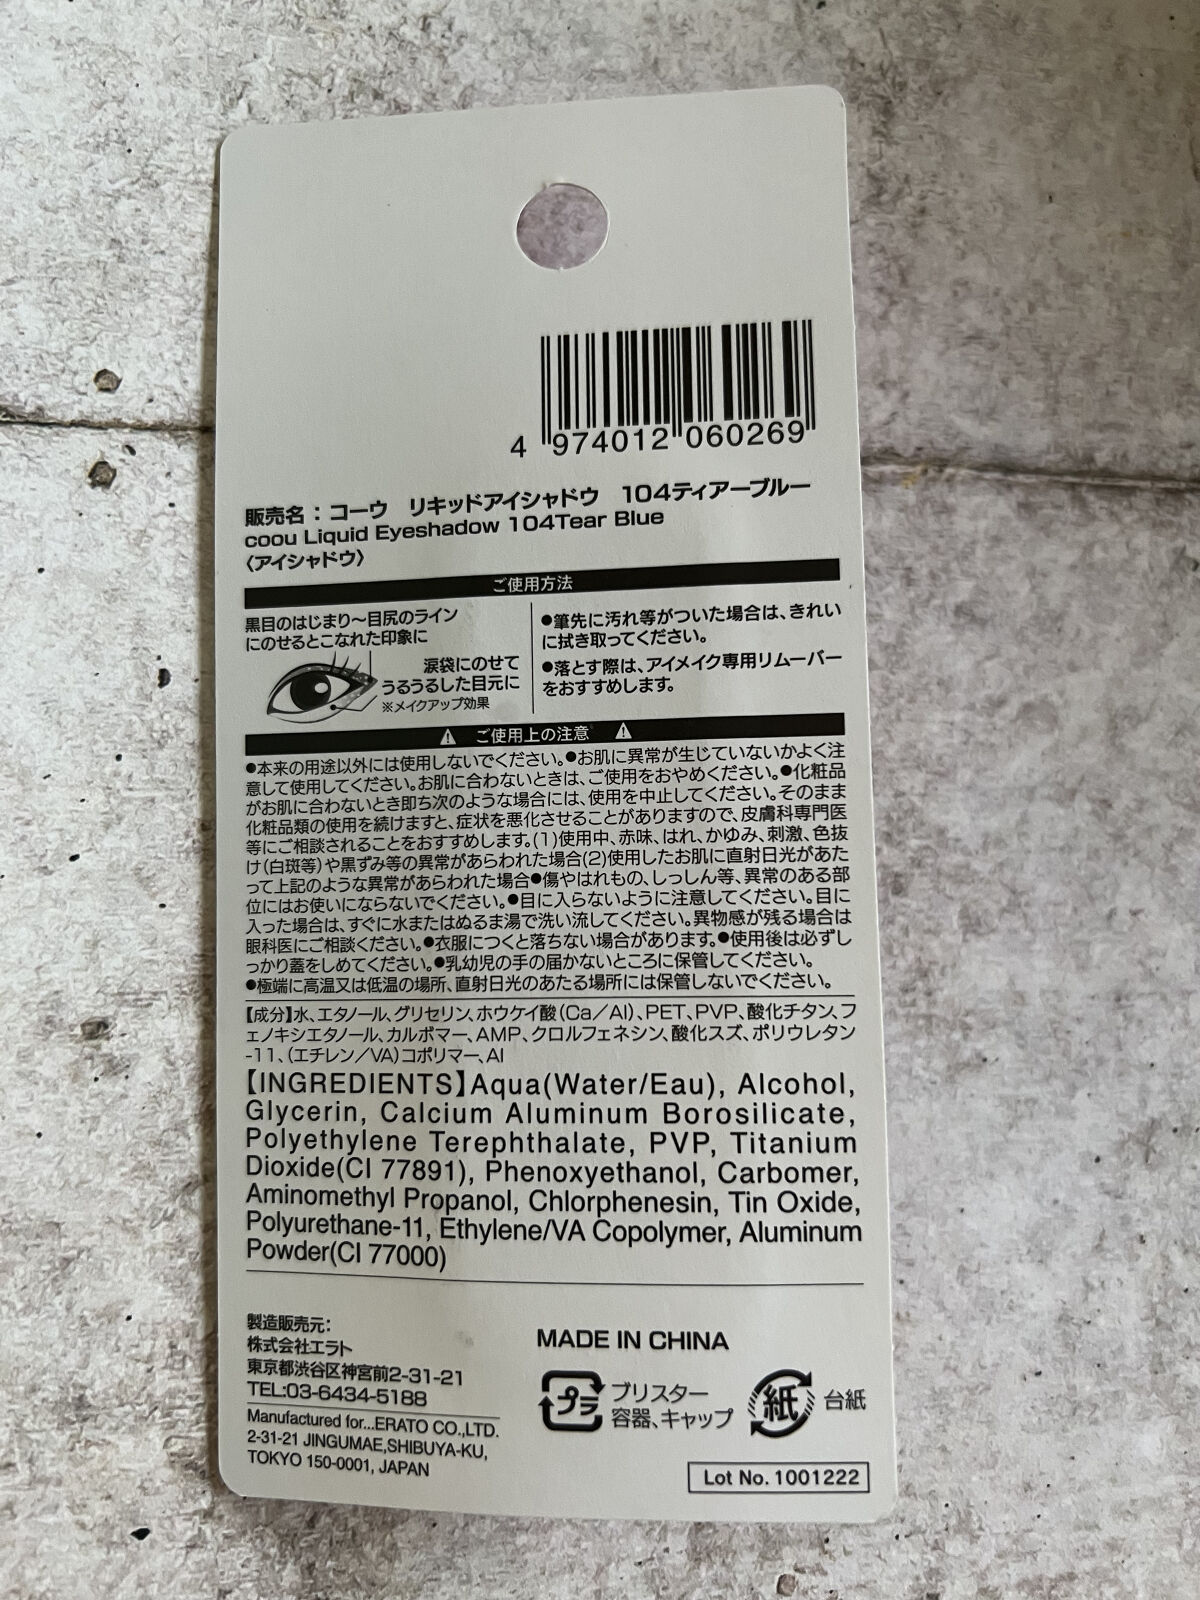 4 974012 060269
販売名：コーウ　リキッドアイシャドウ　104ティアーブルー
coou Liquid Eyeshadow 104Tear Blue
〈アイシャドウ〉
ご使用方法
黒目のはじまり～目尻のライン
にのせるとこなれた印象に
涙袋にのせて
うるうるした目元に
※メイクアップ効果
●筆先に汚れ等がついた場合は、きれい
に拭き取ってください。
●落とす際は、アイメイク専用リムーバー
をおすすめします。
⚠ ご使用上の注意 ⚠
●本来の用途以外には使用しないでください。●お肌に異常が生じていないかよく注
意して使用してください。お肌に合わないときは、ご使用をおやめください。●化粧品
がお肌に合わないとき即ち次のような場合には、使用を中止してください。そのまま
化粧品類の使用を続けますと、症状を悪化させることがありますので、皮膚科専門医
等にご相談されることをおすすめします。(1)使用中、赤味、はれ、かゆみ、刺激、色抜
け(白斑等)や黒ずみ等の異常があらわれた場合(2)使用したお肌に直射日光があた
って上記のような異常があらわれた場合●傷やはれもの、しっしん等、異常のある部
位にはお使いにならないでください。●目に入らないように注意してください。目に
入った場合は、すぐに水またはぬるま湯で洗い流してください。異物感が残る場合は
眼科医にご相談ください。●衣服につくと落ちない場合があります。●使用後は必ずし
っかり蓋をしめてください。●乳幼児の手の届かないところに保管してください。
●極端に高温又は低温の場所、直射日光のあたる場所には保管しないでください。
【成分】水、エタノール、グリセリン、ホウケイ酸(Ca／Al)、PET、PVP、酸化チタン、フ
ェノキシエタノール、カルボマー、AMP、クロルフェネシン、酸化スズ、ポリウレタン
-11、(エチレン／VA)コポリマー、Al
【INGREDIENTS】Aqua(Water/Eau), Alcohol,
Glycerin, Calcium Aluminum Borosilicate,
Polyethylene Terephthalate, PVP, Titanium
Dioxide(CI 77891), Phenoxyethanol, Carbomer,
Aminomethyl Propanol, Chlorphenesin, Tin Oxide,
Polyurethane-11, Ethylene/VA Copolymer, Aluminum
Powder(CI 77000)
製造販売元：
株式会社エラト
東京都渋谷区神宮前2-31-21
TEL:03-6434-5188
Manufactured for...ERATO CO.,LTD.
2-31-21 JINGUMAE,SHIBUYA-KU,
TOKYO 150-0001, JAPAN
MADE IN CHINA
プラ
ブリスター
容器、キャップ
紙
台紙
Lot No. 1001222